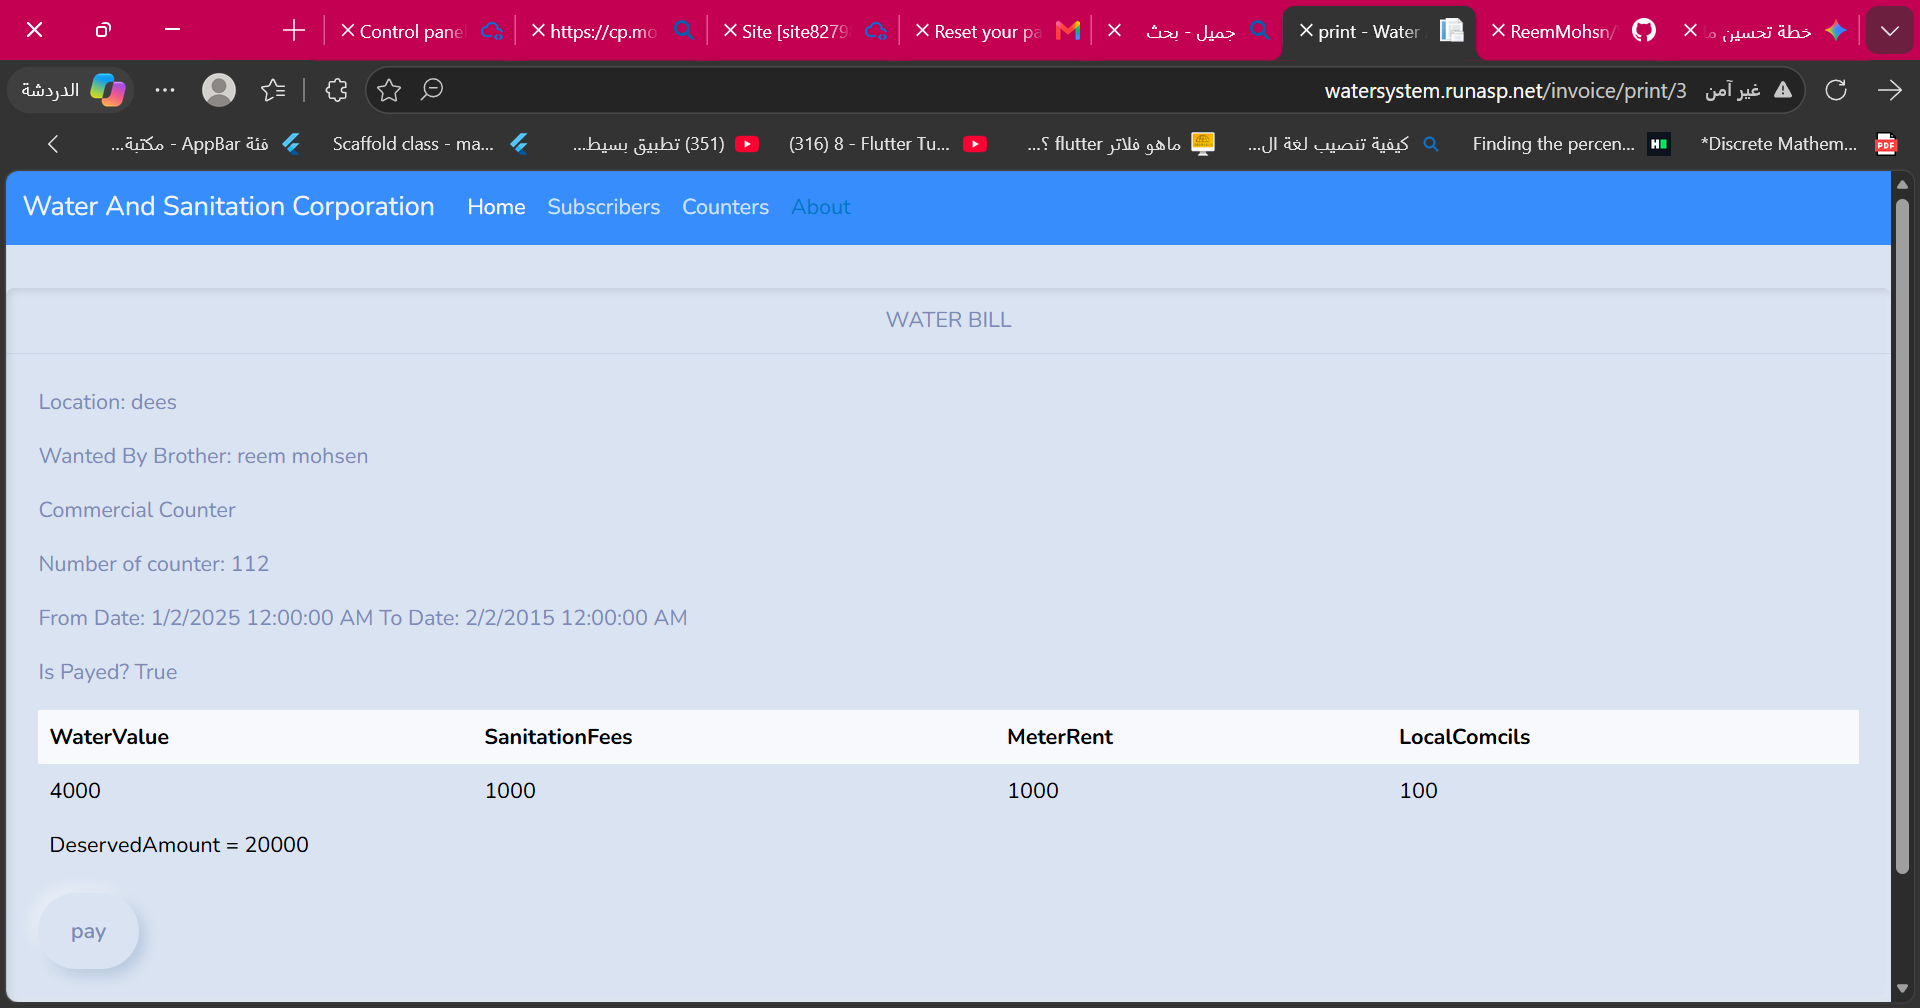 Control pane
https://cp.mo
Site [site8279
Reset your pa
جميل - بحث
print - Water
ReemMohsn/
خطة تحسين ما
الدردشة
watersystem.runasp.net/invoice/print/3
غير آمن
فئة AppBar - مكتبة...
Scaffold class - ma...
(351) تطبيق بسيط...
(316) 8 - Flutter Tu...
ماهو فلاتر flutter ؟...
كيفية تنصيب لغة ال...
Finding the percen...
*Discrete Mathem...
Water And Sanitation Corporation Home Subscribers Counters About
WATER BILL
Location: dees
Wanted By Brother: reem mohsen
Commercial Counter
Number of counter: 112
From Date: 1/2/2025 12:00:00 AM To Date: 2/2/2015 12:00:00 AM
Is Payed? True
WaterValue SanitationFees MeterRent LocalComcils
4000 1000 1000 100
DeservedAmount = 20000
pay